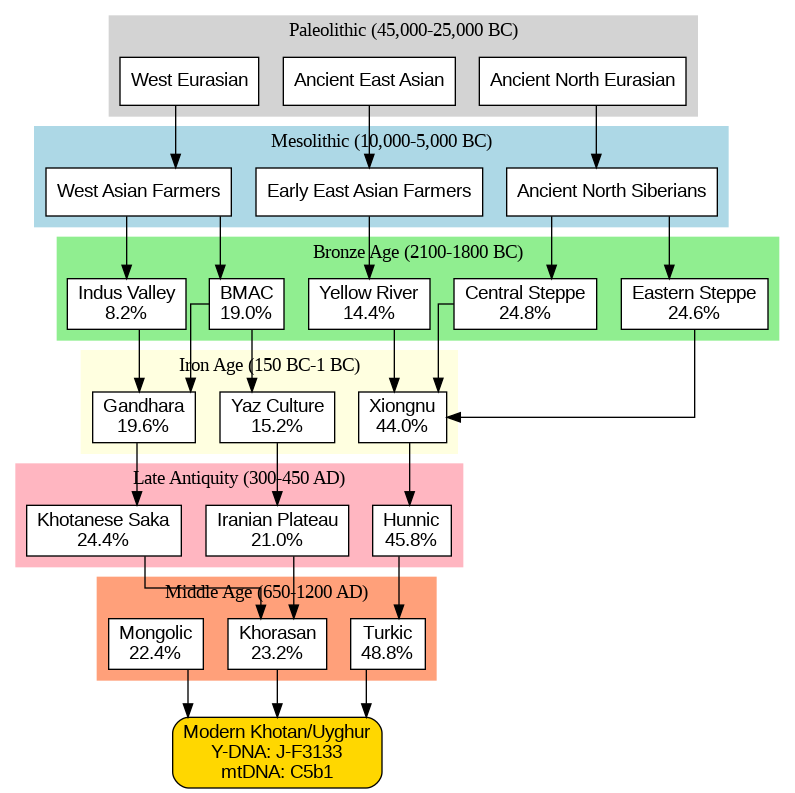 Paleolithic (45,000-25,000 BC)
West Eurasian
Ancient East Asian
Ancient North Eurasian
Mesolithic (10,000-5,000 BC)
West Asian Farmers
Early East Asian Farmers
Ancient North Siberians
Bronze Age (2100-1800 BC)
Indus Valley
8.2%
BMAC
19.0%
Yellow River
14.4%
Central Steppe
24.8%
Eastern Steppe
24.6%
Iron Age (150 BC-1 BC)
Gandhara
19.6%
Yaz Culture
15.2%
Xiongnu
44.0%
Late Antiquity (300-450 AD)
Khotanese Saka
24.4%
Iranian Plateau
21.0%
Hunnic
45.8%
Middle Age (650-1200 AD)
Mongolic
22.4%
Khorasan
23.2%
Turkic
48.8%
Modern Khotan/Uyghur
Y-DNA: J-F3133
mtDNA: C5b1